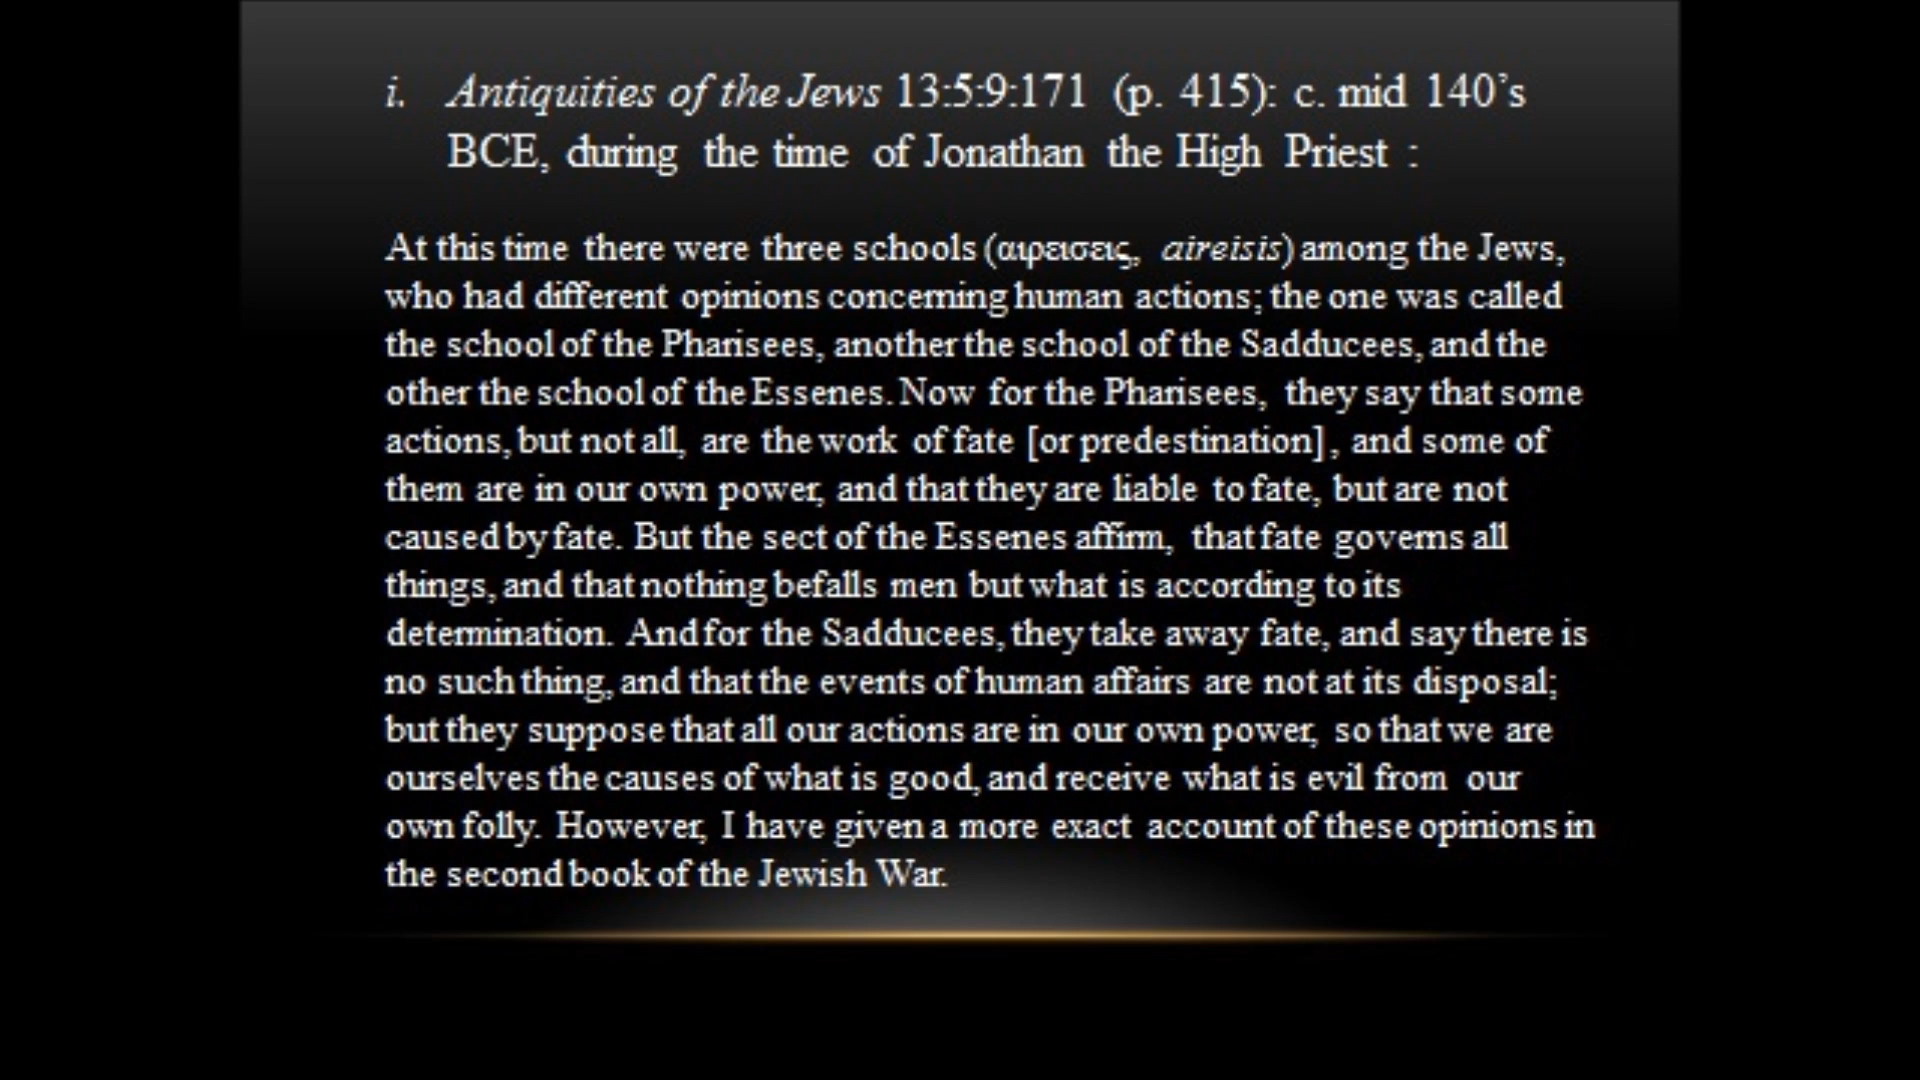 i. Antiquities of the Jews 13:5:9:171 (p. 415): c. mid 140’s
BCE, during the time of Jonathan the High Priest :
At this time there were three schools (αιρεισεις, aireisis) among the Jews,
who had different opinions concerning human actions; the one was called
the school of the Pharisees, another the school of the Sadducees, and the
other the school of the Essenes. Now for the Pharisees, they say that some
actions, but not all, are the work of fate [or predestination], and some of
them are in our own power, and that they are liable to fate, but are not
caused by fate. But the sect of the Essenes affirm, that fate governs all
things, and that nothing befalls men but what is according to its
determination. And for the Sadducees, they take away fate, and say there is
no such thing, and that the events of human affairs are not at its disposal;
but they suppose that all our actions are in our own power, so that we are
ourselves the causes of what is good, and receive what is evil from our
own folly. However, I have given a more exact account of these opinions in
the second book of the Jewish War.